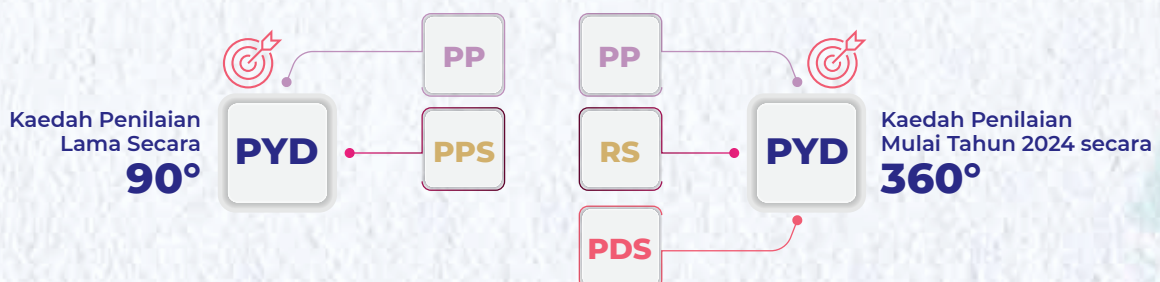 Kaedah Penilaian
Lama Secara
90°
PYD
PP
PPS
PP
RS
PDS
PYD
Kaedah Penilaian
Mulai Tahun 2024 secara
360°